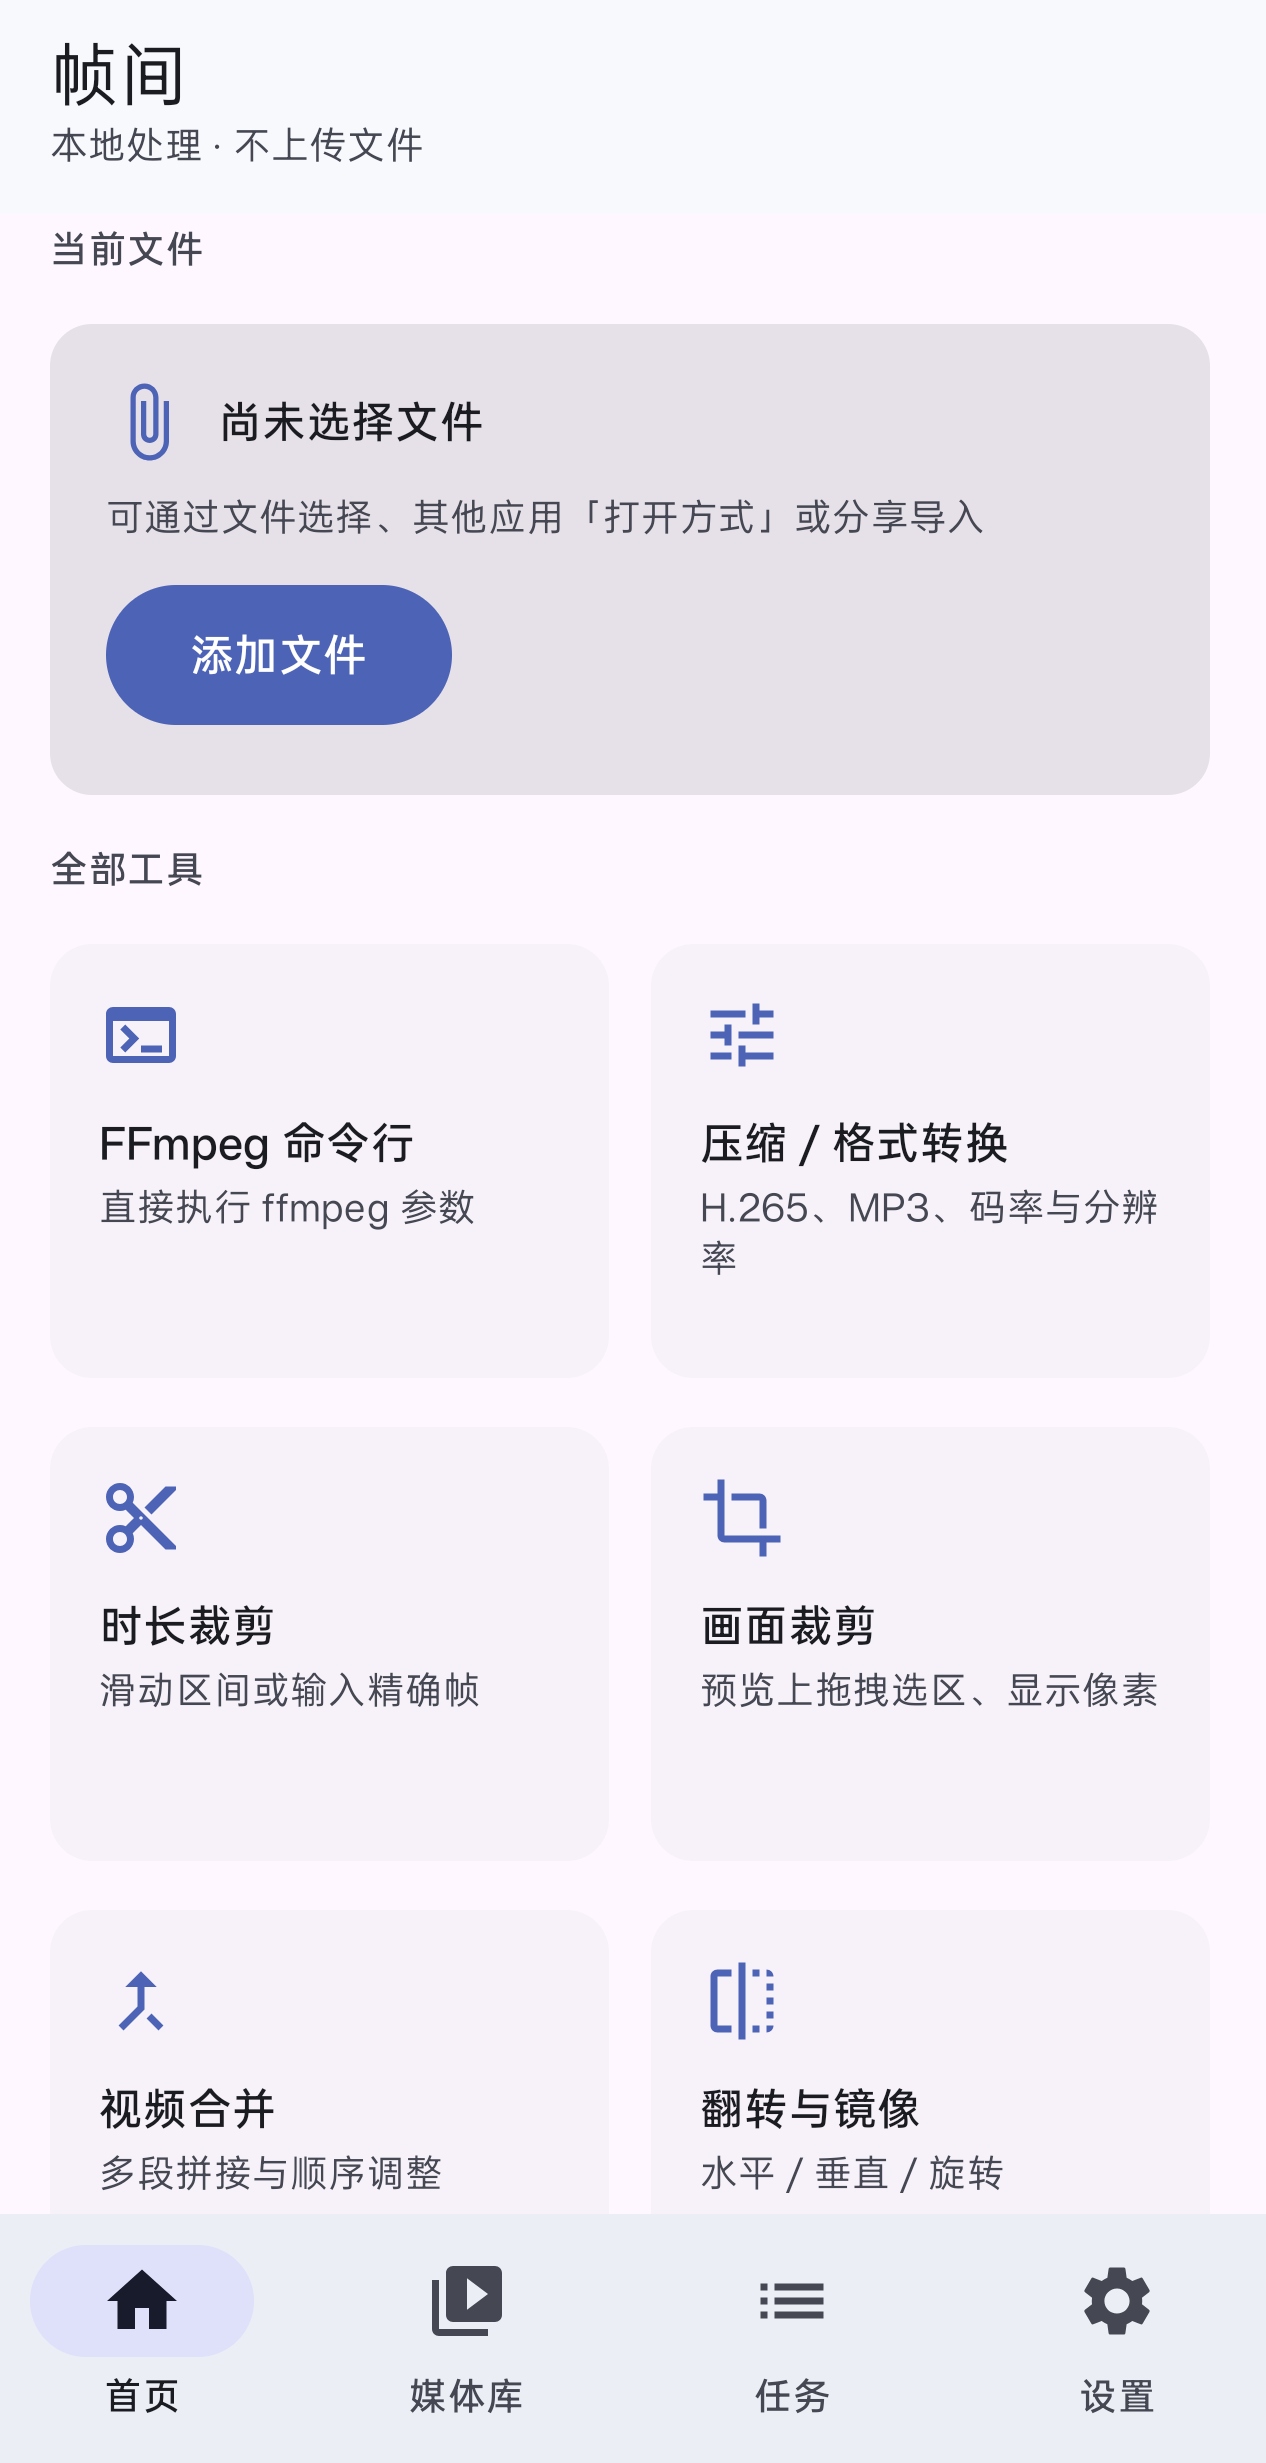 帧间
本地处理 · 不上传文件
当前文件
尚未选择文件
可通过文件选择、其他应用「打开方式」或分享导入
添加文件
全部工具
FFmpeg 命令行
直接执行 ffmpeg 参数
压缩 / 格式转换
H.265、MP3、码率与分辨
率
时长裁剪
滑动区间或输入精确帧
画面裁剪
预览上拖拽选区、显示像素
视频合并
多段拼接与顺序调整
翻转与镜像
水平 / 垂直 / 旋转
首页
媒体库
任务
设置